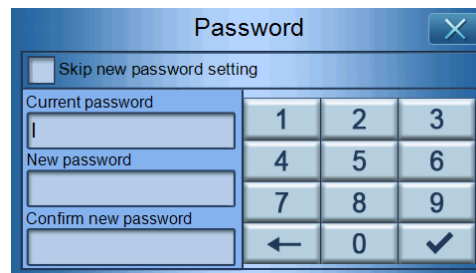 Password
Skip new password setting
Current password
New password
Confirm new password
1 2 3
4 5 6
7 8 9
0